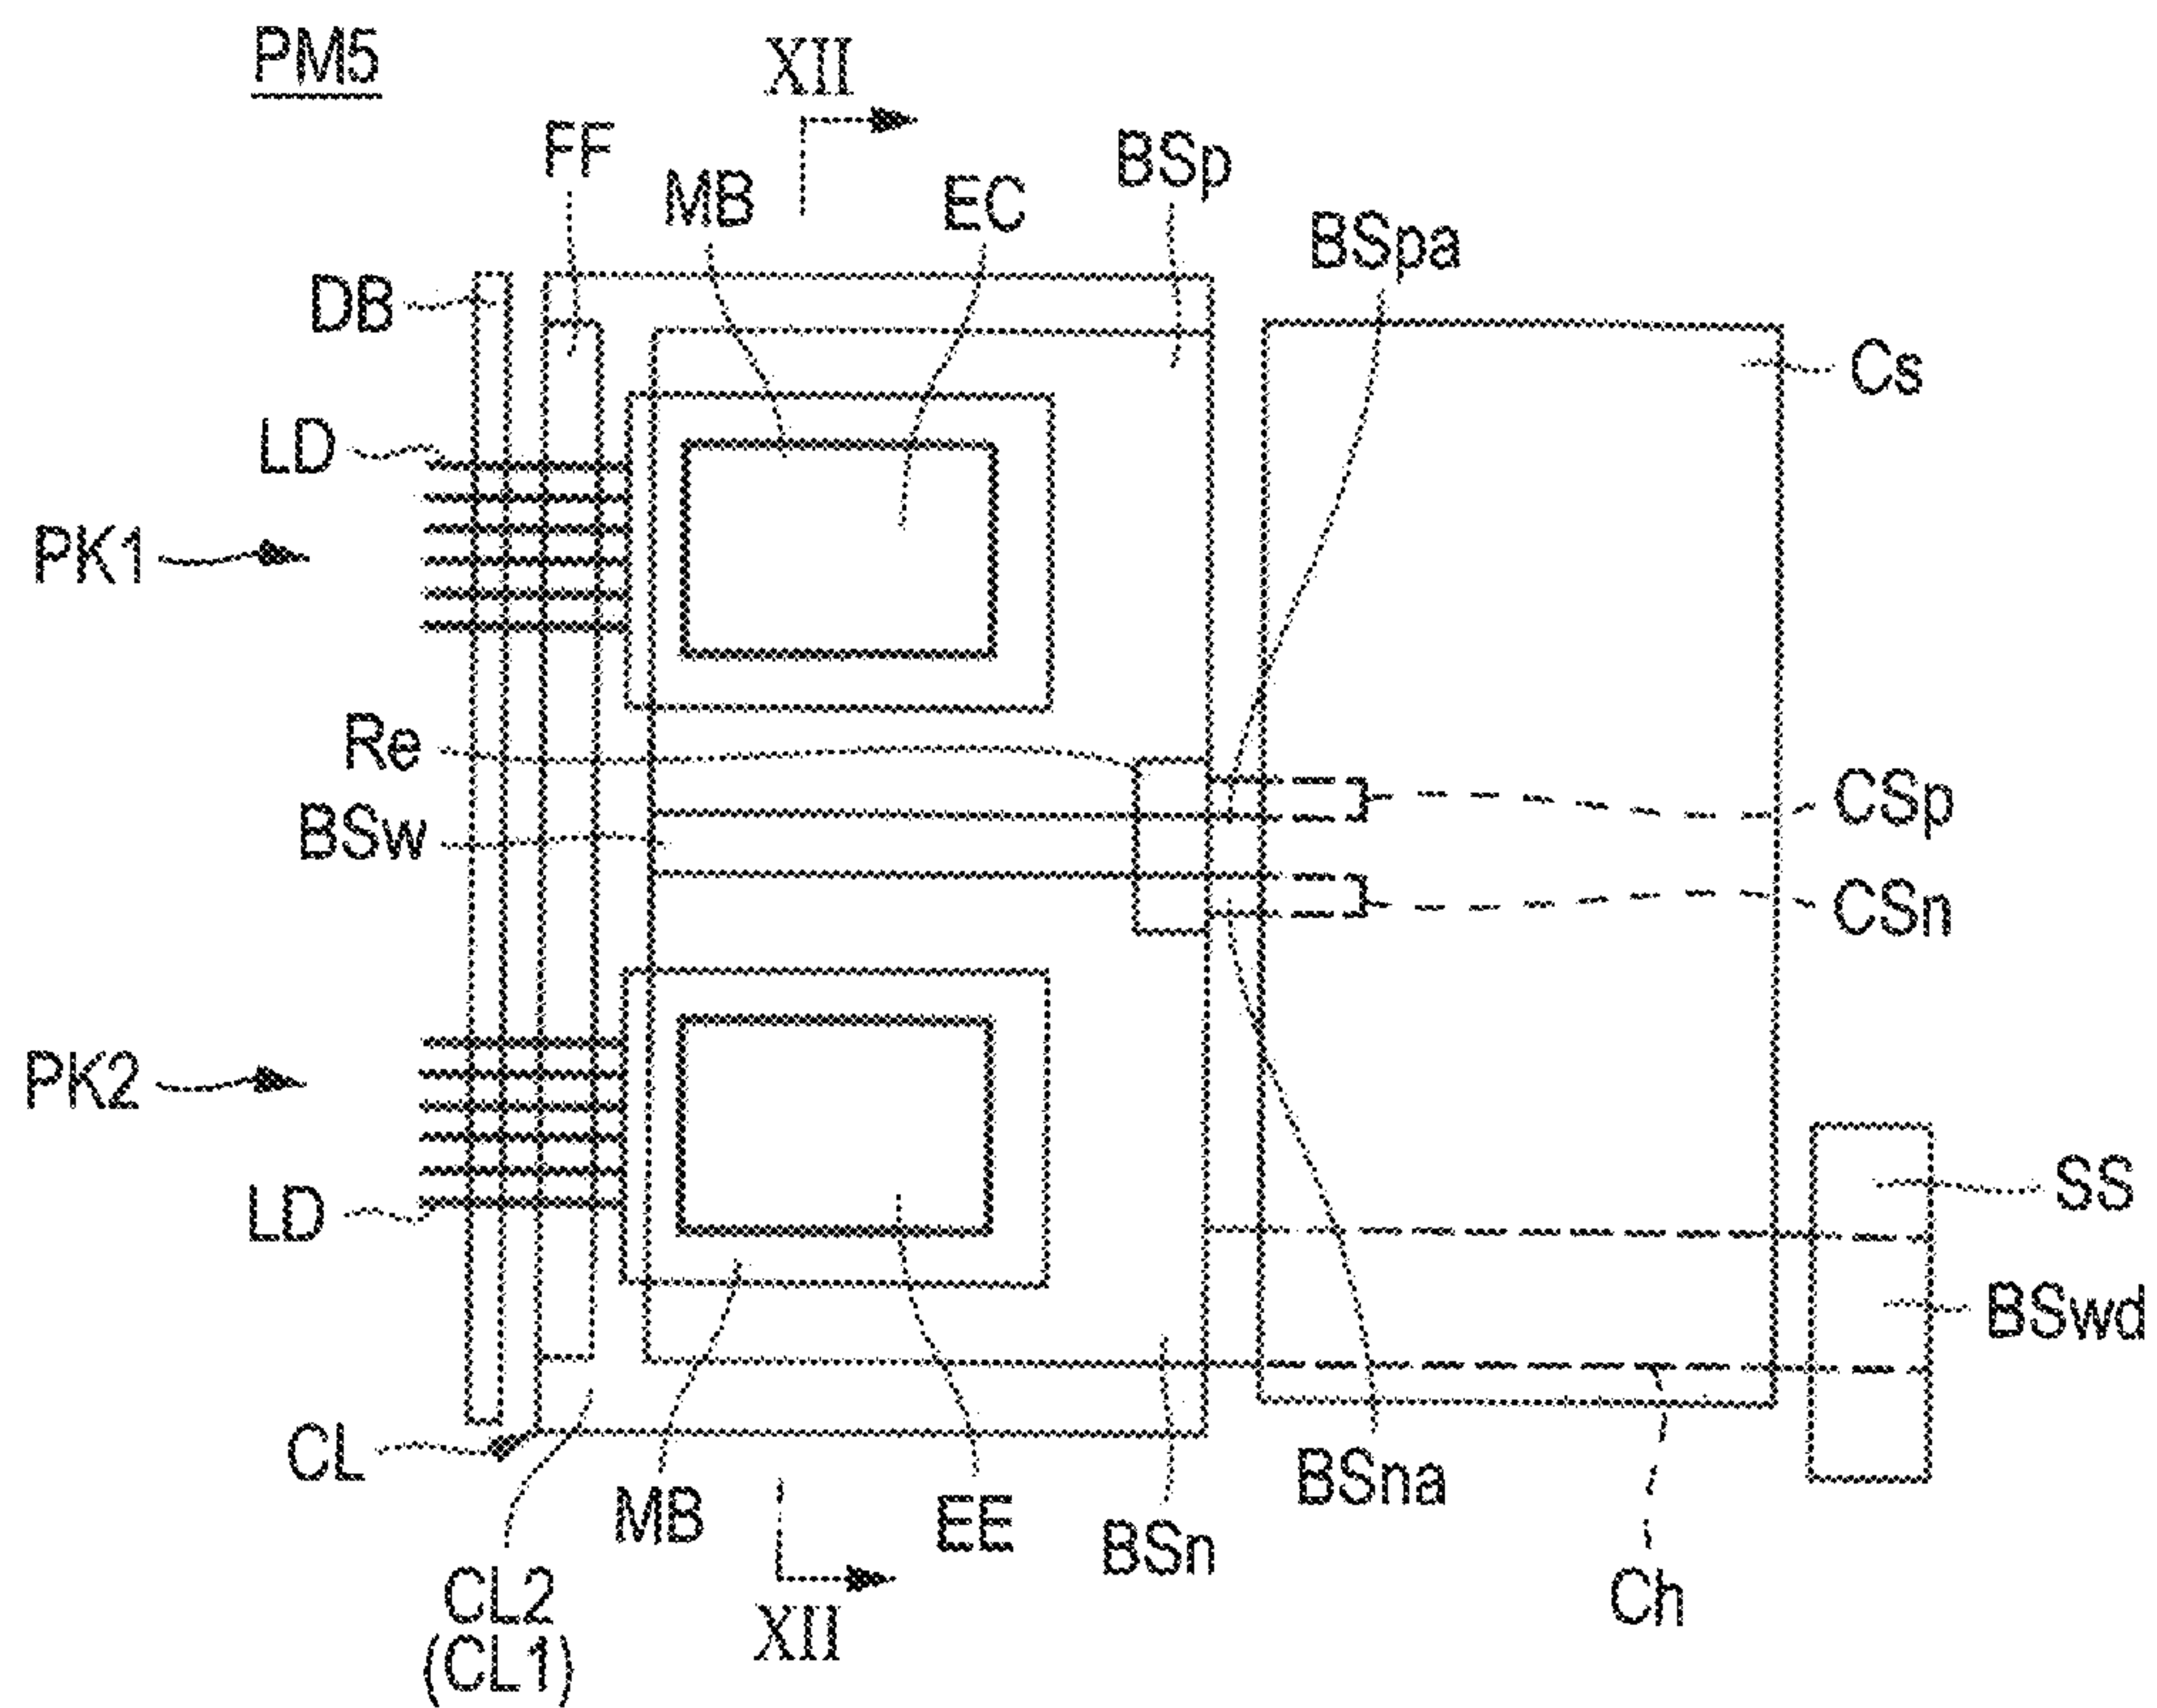 PM5
XII
FF
MB
EC
BSp
BSpa
DB
Cs
LD
PK1
Re
CSp
BSw
CSn
PK2
SS
LD
BSwd
CL
BSna
MB
EE
BSn
CL2
(CL1)
XII
Ch